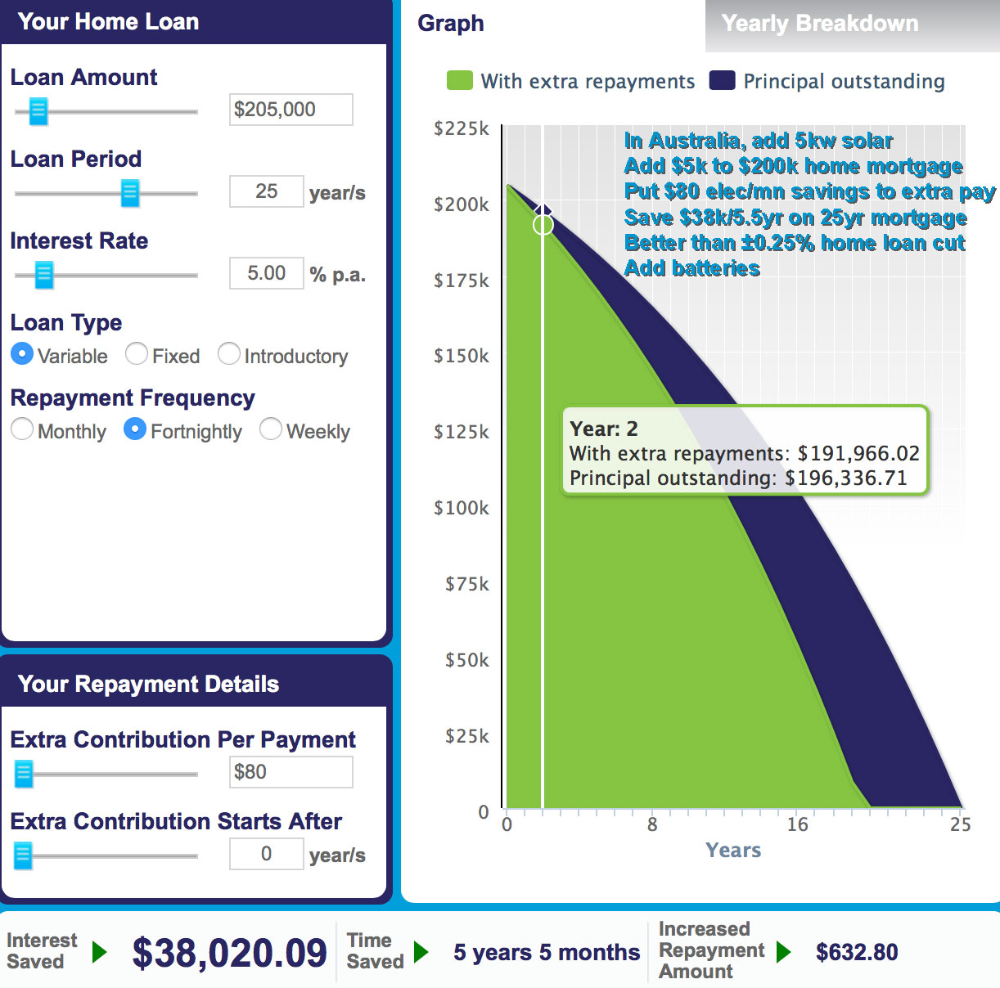 Your Home Loan
Loan Amount
$205,000
Loan Period
25 year/s
Interest Rate
5.00 % p.a.
Loan Type
Variable Fixed Introductory
Repayment Frequency
Monthly Fortnightly Weekly
Your Repayment Details
Extra Contribution Per Payment
$80
Extra Contribution Starts After
0 year/s
Graph
Yearly Breakdown
With extra repayments Principal outstanding
$225k
$200k
$175k
$150k
$125k
$100k
$75k
$50k
$25k
0
In Australia, add 5kw solar
Add $5k to $200k home mortgage
Put $80 elec/mn savings to extra pay
Save $38k/5.5yr on 25yr mortgage
Better than ±0.25% home loan cut
Add batteries
Year: 2
With extra repayments: $191,966.02
Principal outstanding: $196,336.71
0 8 16 25
Years
Interest
Saved
$38,020.09
Time
Saved
5 years 5 months
Increased
Repayment
Amount
$632.80